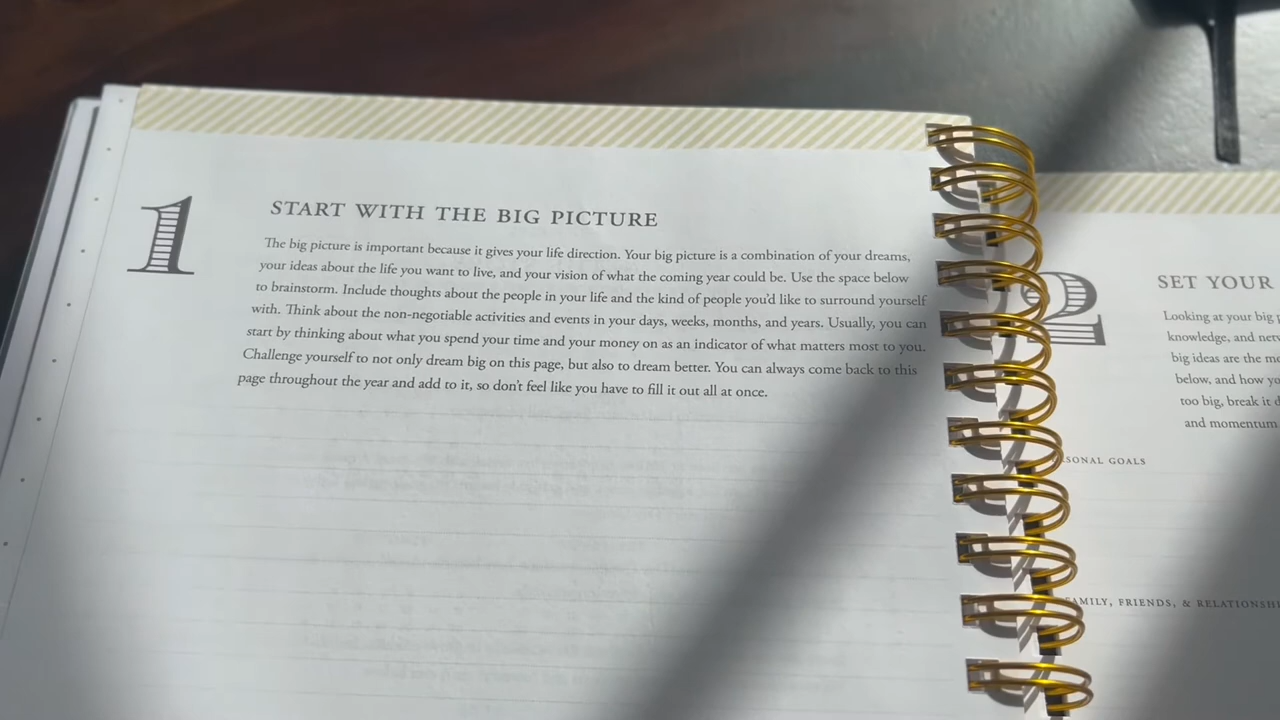 1
START WITH THE BIG PICTURE
The big picture is important because it gives your life direction. Your big picture is a combination of your dreams,
your ideas about the life you want to live, and your vision of what the coming year could be. Use the space below
to brainstorm. Include thoughts about the people in your life and the kind of people you'd like to surround yourself
with. Think about the non-negotiable activities and events in your days, weeks, months, and years. Usually, you can
start by thinking about what you spend your time and your money on as an indicator of what matters most to you.
Challenge yourself to not only dream big on this page, but also to dream better. You can always come back to this
page throughout the year and add to it, so don't feel like you have to fill it out all at once.
2
SET YOUR
Looking at your big
knowledge, and
big ideas are the
below, and how
too big, break it
and momentum
GOALS
FAMILY, FRIENDS, &